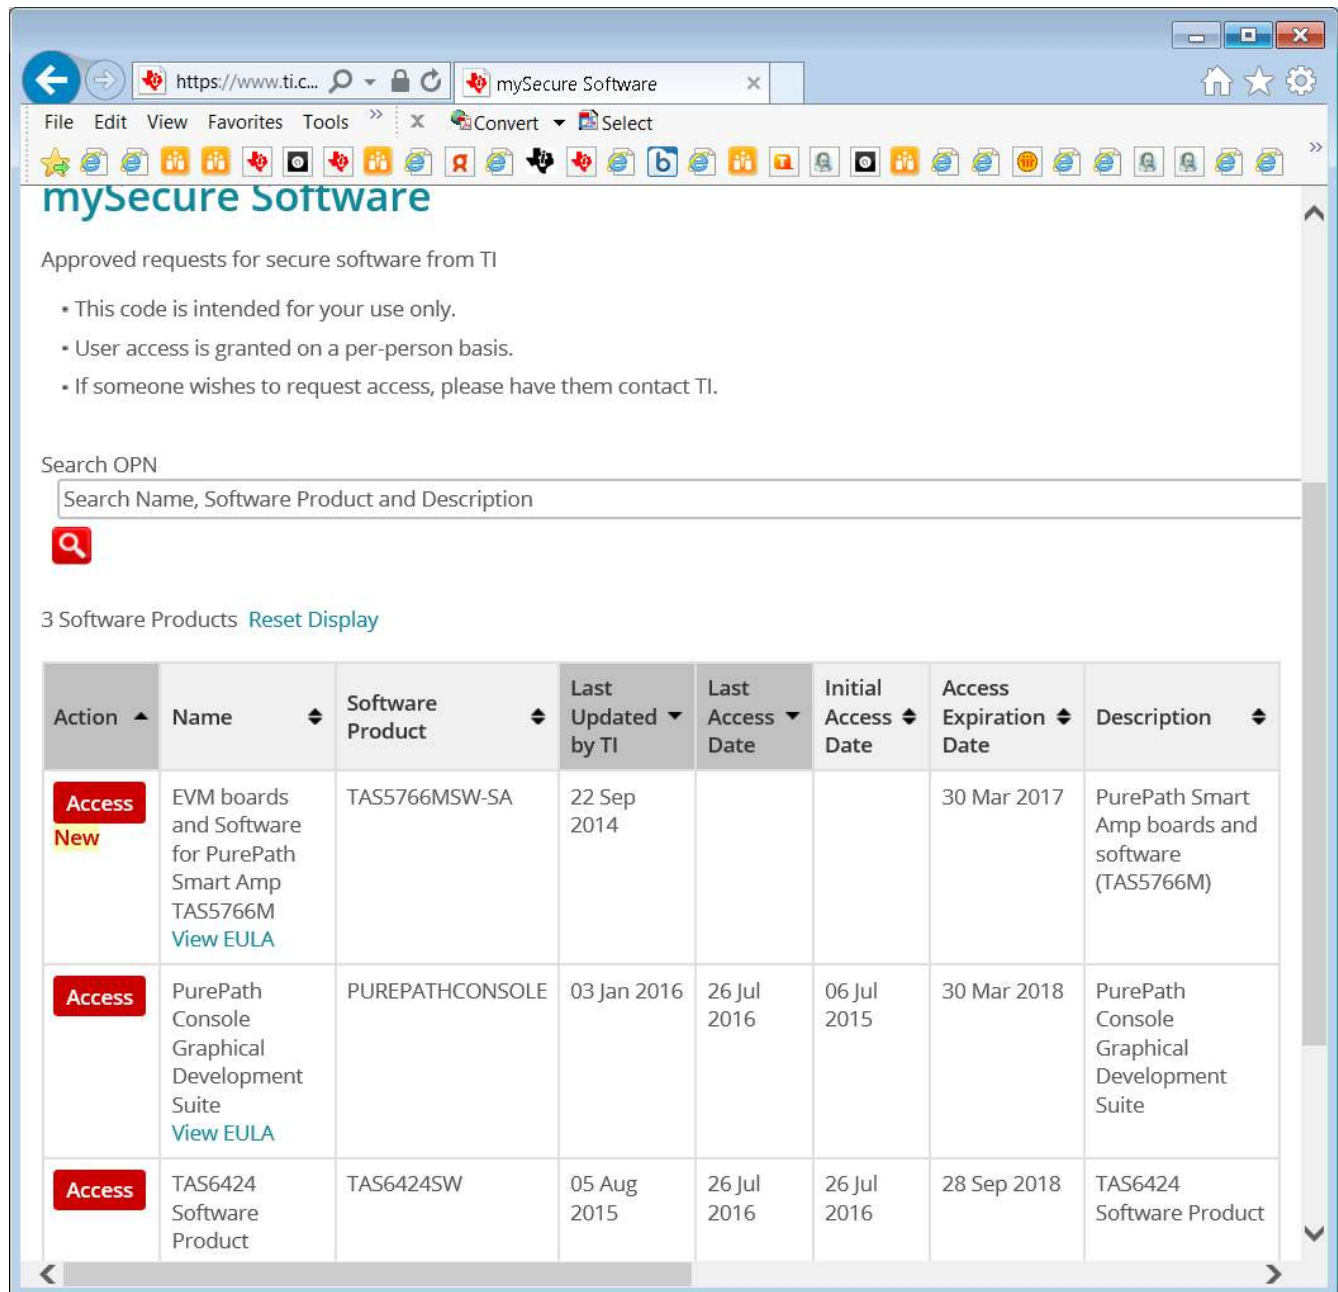 https://www.ti.c...
mySecure Software
File Edit View Favorites Tools » x Convert Select
»
mySecure Software
Approved requests for secure software from TI
• This code is intended for your use only.
• User access is granted on a per-person basis.
• If someone wishes to request access, please have them contact TI.
Search OPN
Search Name, Software Product and Description
3 Software Products Reset Display
Action Name Software Product Last Updated by TI Last Access Date Initial Access Date Access Expiration Date Description
Access
New
EVM boards
and Software
for PurePath
Smart Amp
TAS5766M
View EULA
TAS5766MSW-SA
22 Sep
2014
30 Mar 2017
PurePath Smart
Amp boards and
software
(TAS5766M)
Access
PurePath
Console
Graphical
Development
Suite
View EULA
PUREPATHCONSOLE
03 Jan 2016
26 Jul
2016
06 Jul
2015
30 Mar 2018
PurePath
Console
Graphical
Development
Suite
Access
TAS6424
Software
Product
TAS6424SW
05 Aug
2015
26 Jul
2016
26 Jul
2016
28 Sep 2018
TAS6424
Software Product